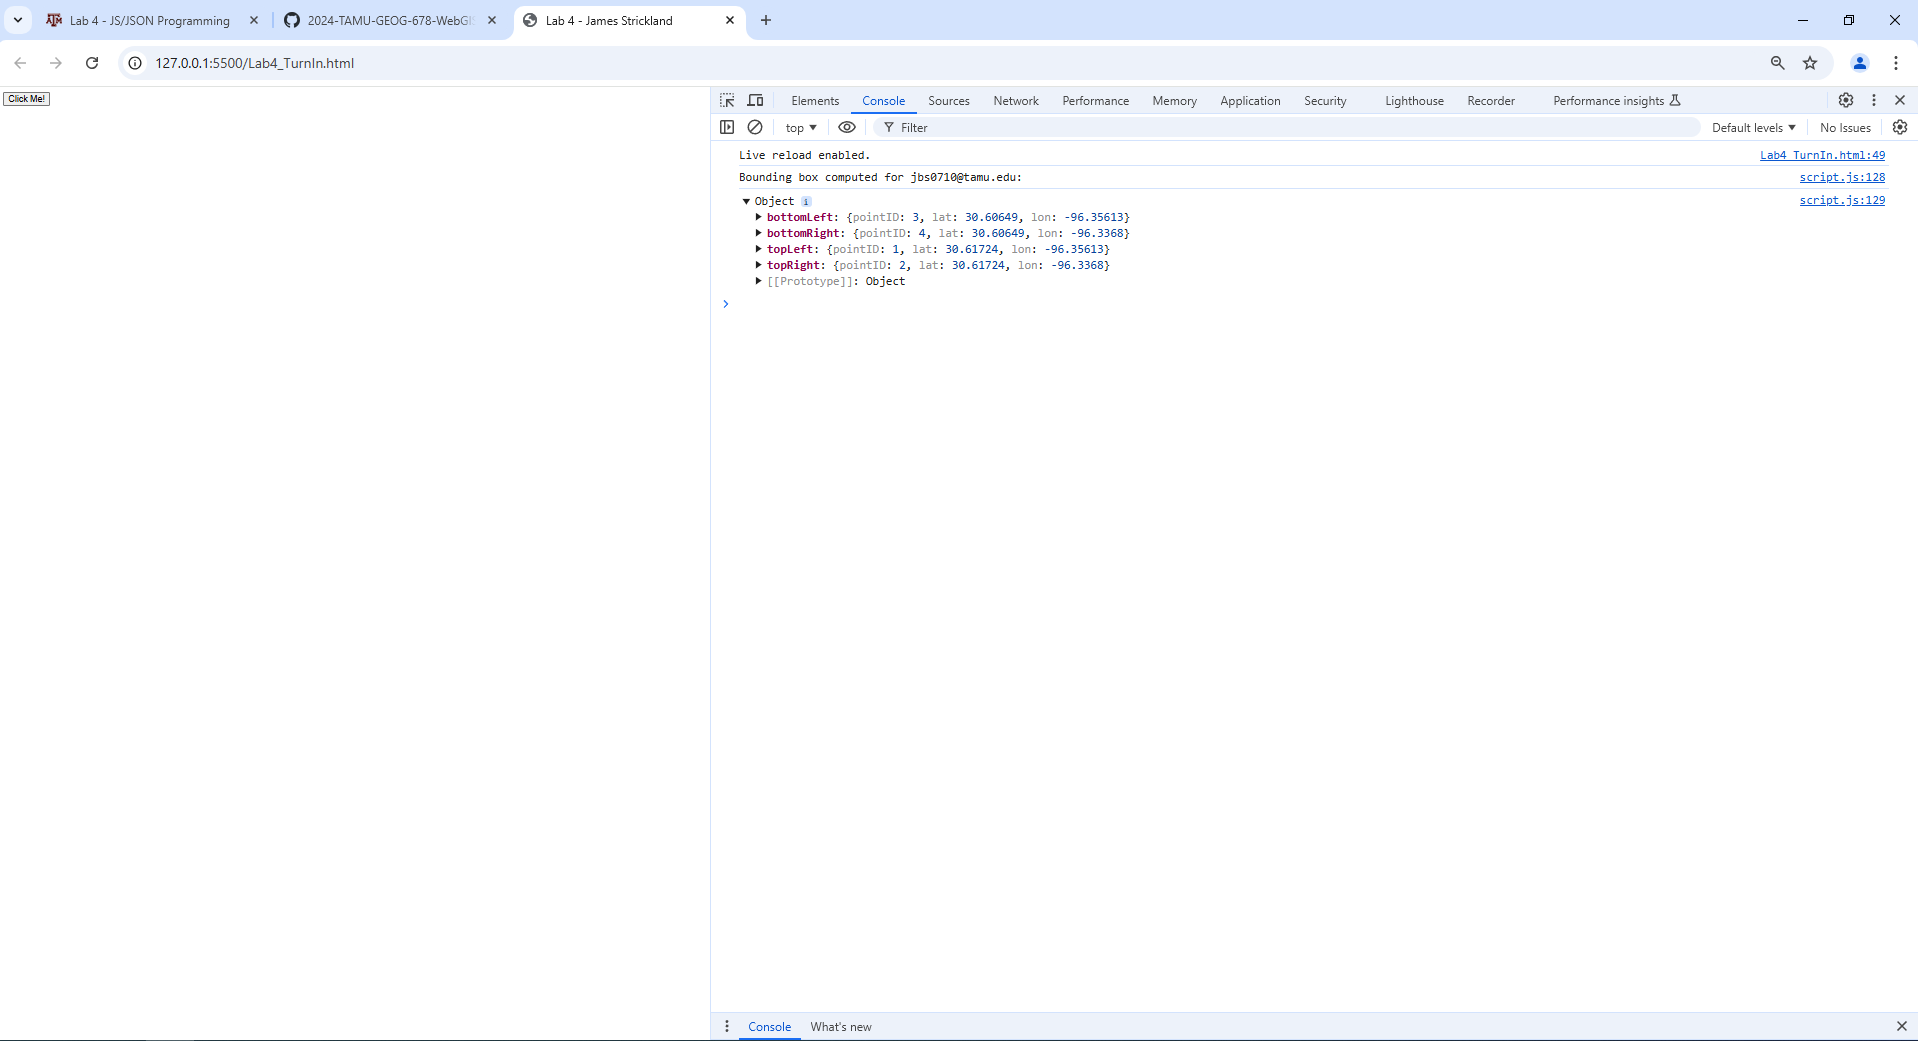 Lab 4 - JS/JSON Programming
2024-TAMU-GEOG-678-WebGI
Lab 4 - James Strickland
127.0.0.1:5500/Lab4_TurnIn.html
Click Me!
Elements Console Sources Network Performance Memory Application Security Lighthouse Recorder Performance insights
top Filter Default levels No Issues
Live reload enabled. Lab4_TurnIn.html:49
Bounding box computed for jbs0710@tamu.edu: script.js:128
Object i script.js:129
bottomLeft: {pointID: 3, lat: 30.60649, lon: -96.35613}
bottomRight: {pointID: 4, lat: 30.60649, lon: -96.3368}
topLeft: {pointID: 1, lat: 30.61724, lon: -96.35613}
topRight: {pointID: 2, lat: 30.61724, lon: -96.3368}
[[Prototype]]: Object
Console What's new